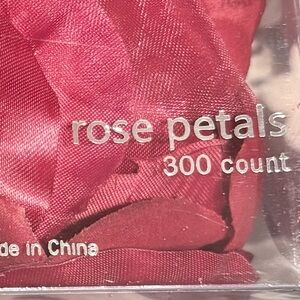 rose petals
300 count
de in China